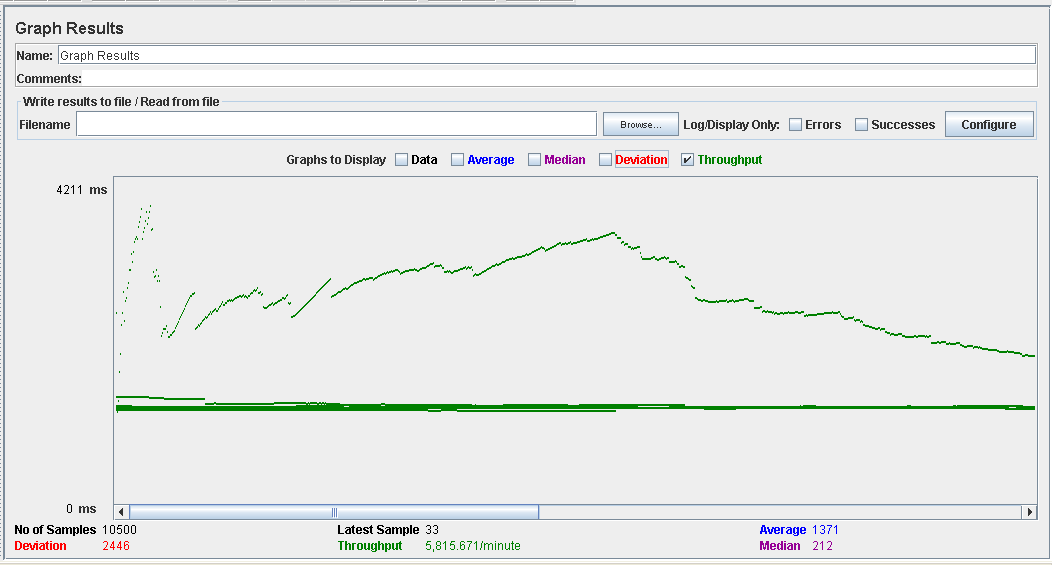 Graph Results
Name: Graph Results
Comments:
Write results to file / Read from file
Filename Browse... Log/Display Only: Errors Successes Configure
Graphs to Display Data Average Median Deviation Throughput
4211 ms
0 ms
No of Samples 10500 Latest Sample 33 Average 1371
Deviation 2446 Throughput 5,815.671/minute Median 212